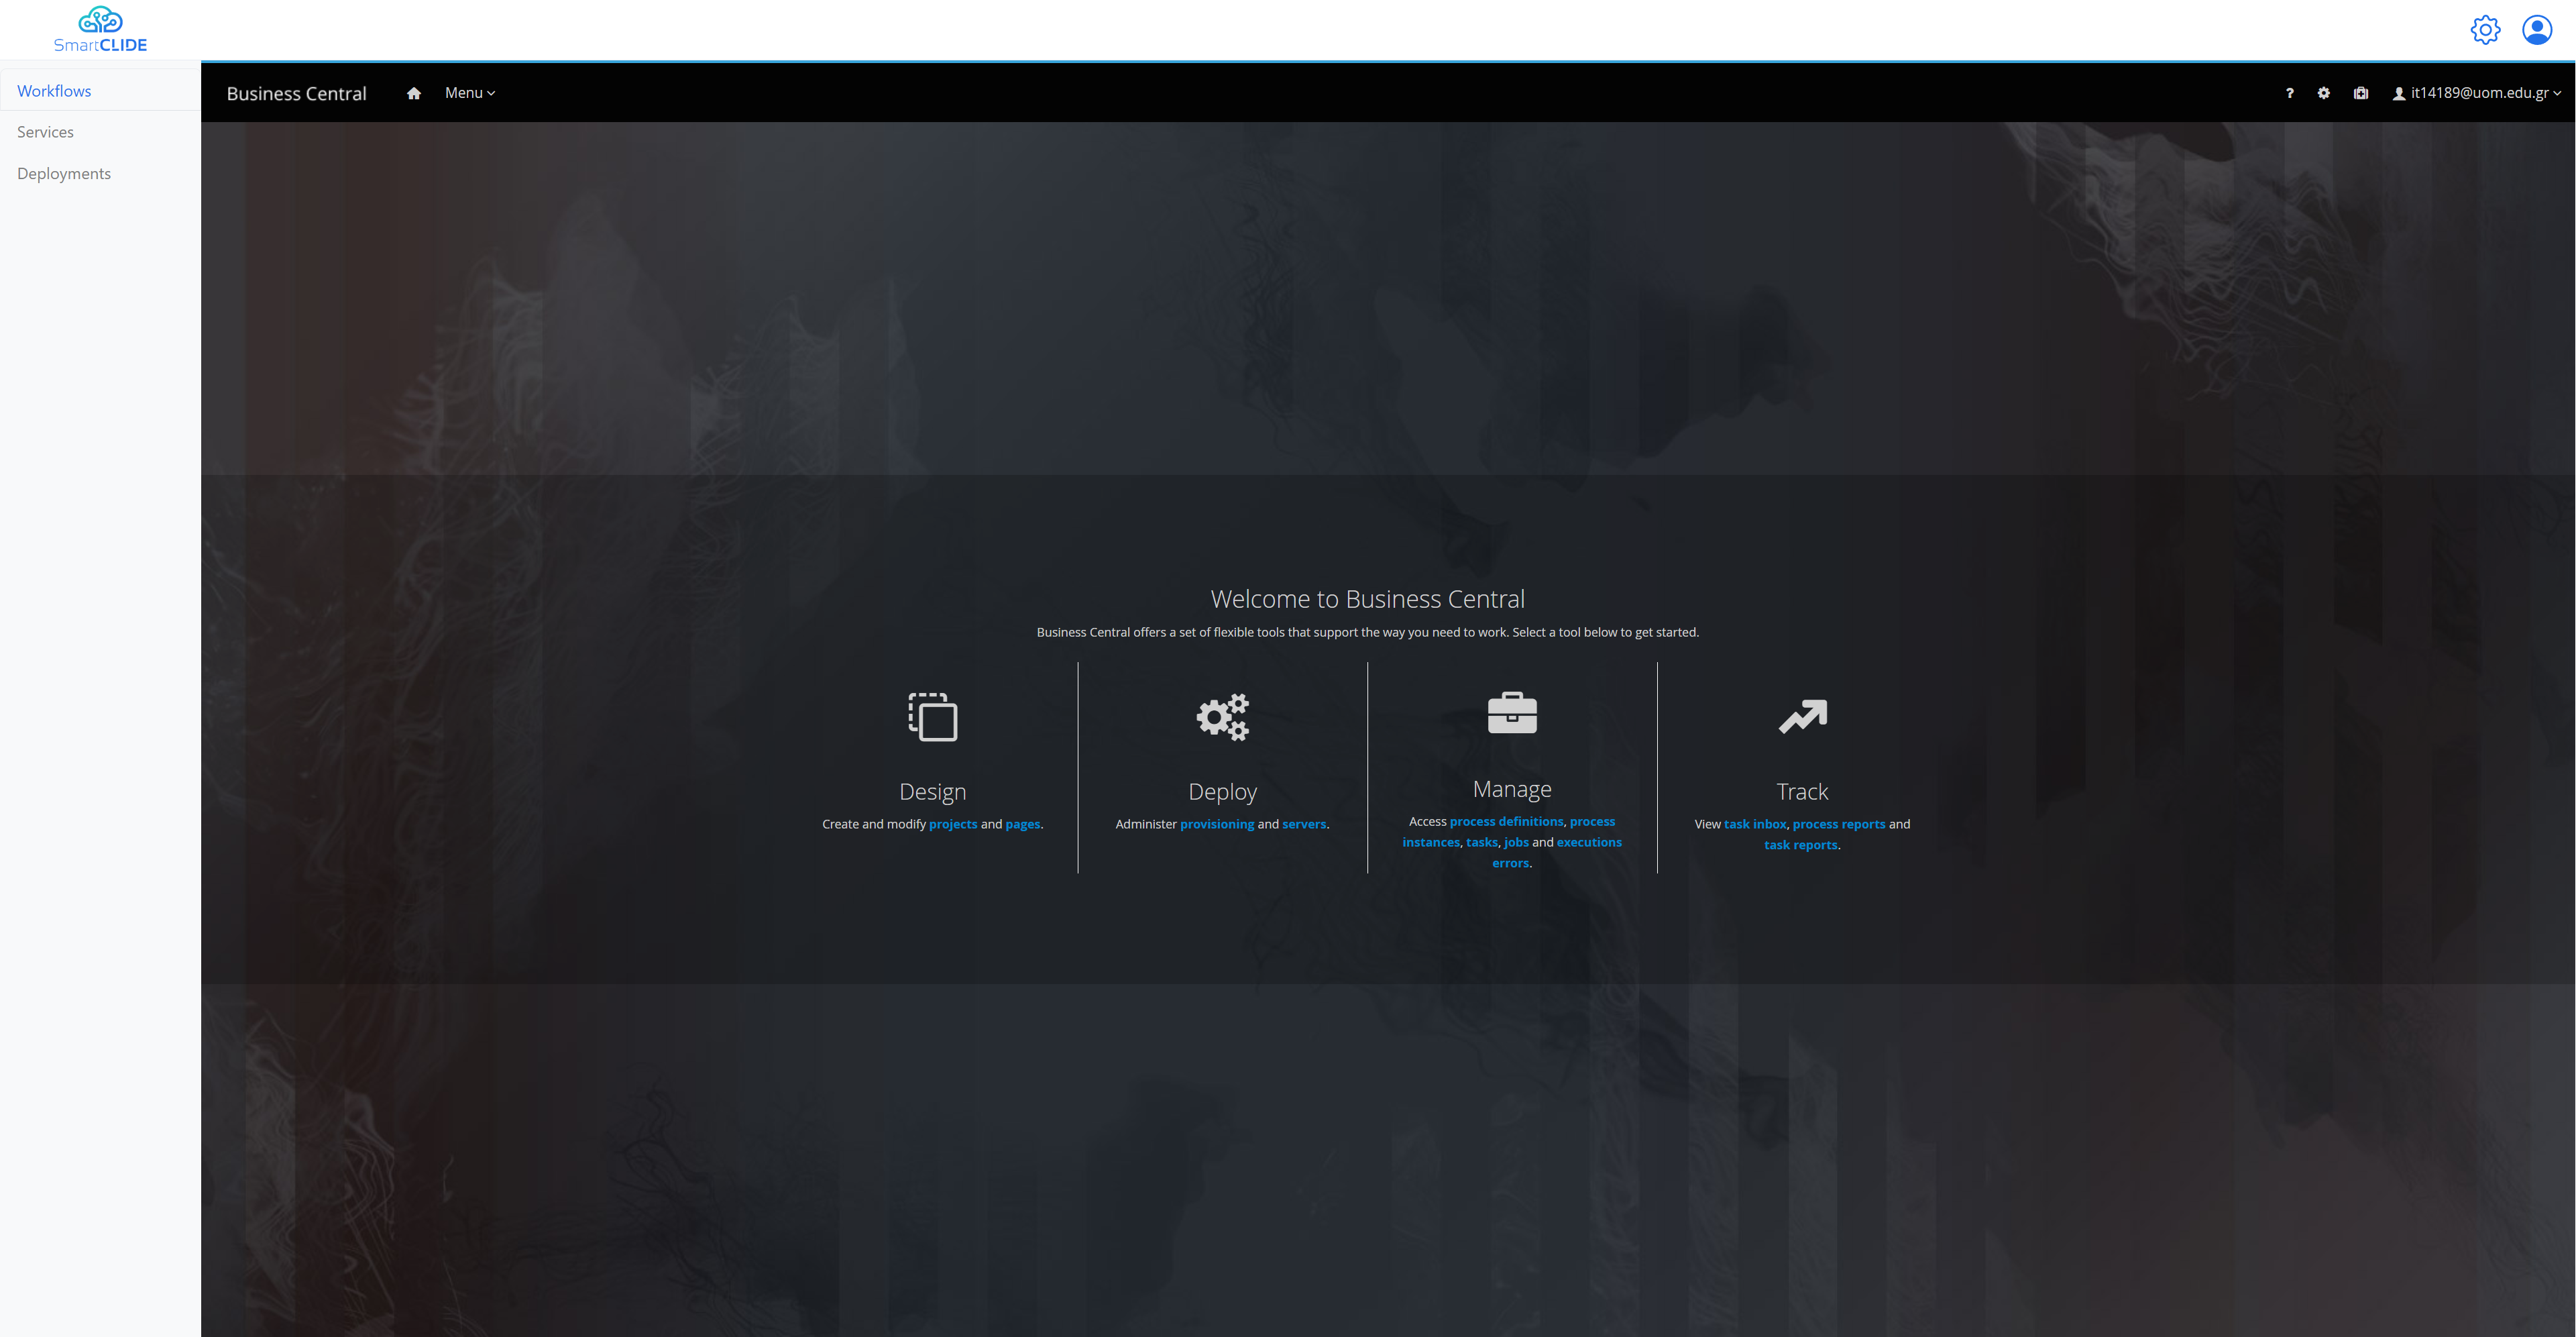 SmartCLIDE
Workflows
Services
Deployments
Business Central
Menu
?
it14189@uom.edu.gr
Welcome to Business Central
Business Central offers a set of flexible tools that support the way you need to work. Select a tool below to get started.
Design
Create and modify projects and pages.
Deploy
Administer provisioning and servers.
Manage
Access process definitions, process
instances, tasks, jobs and executions
errors.
Track
View task inbox, process reports and
task reports.